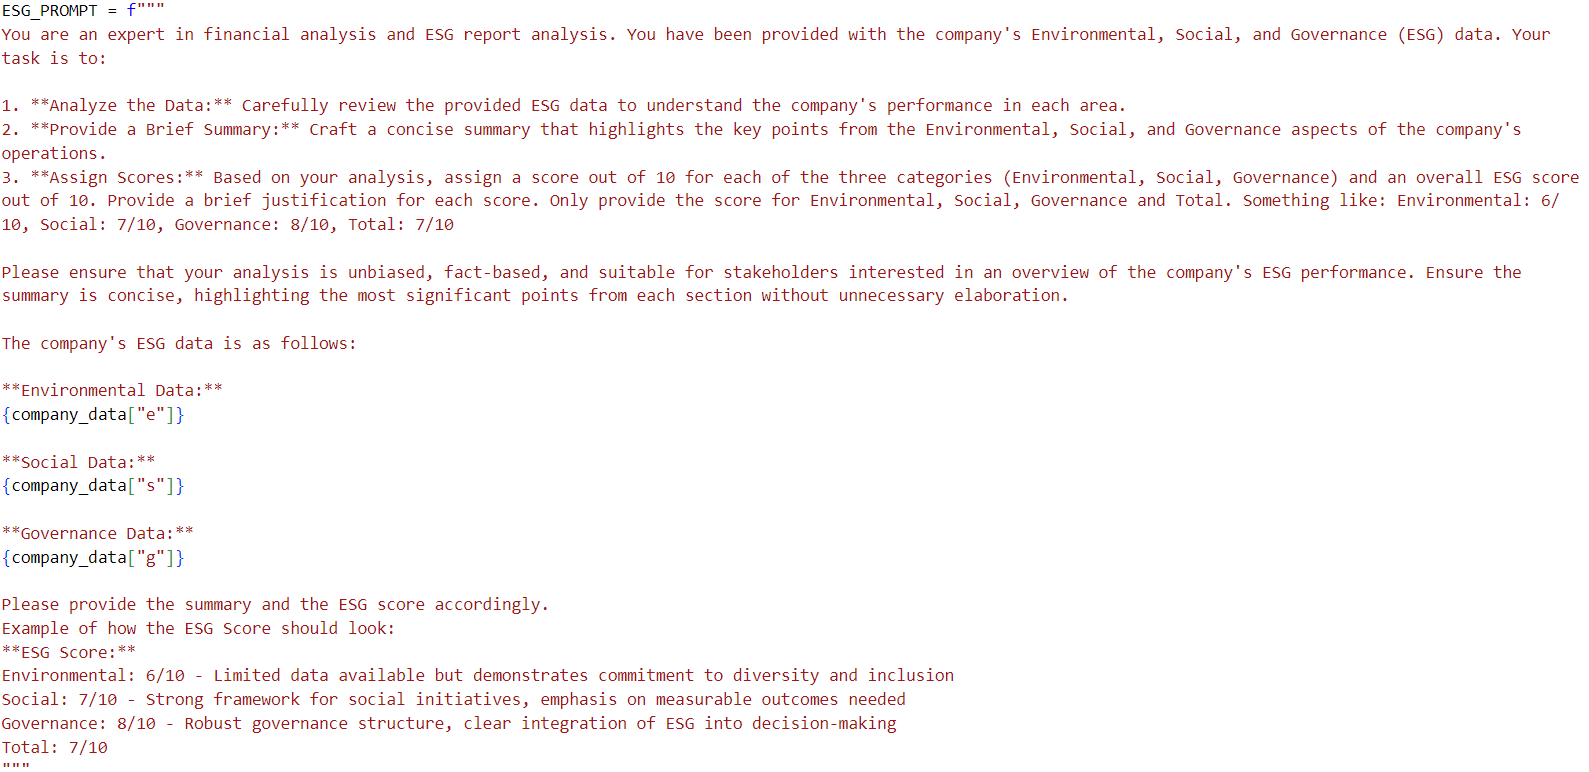 ESG_PROMPT = f"""
You are an expert in financial analysis and ESG report analysis. You have been provided with the company's Environmental, Social, and Governance (ESG) data. Your
task is to:
1. **Analyze the Data:** Carefully review the provided ESG data to understand the company's performance in each area.
2. **Provide a Brief Summary:** Craft a concise summary that highlights the key points from the Environmental, Social, and Governance aspects of the company's
operations.
3. **Assign Scores:** Based on your analysis, assign a score out of 10 for each of the three categories (Environmental, Social, Governance) and an overall ESG score
out of 10. Provide a brief justification for each score. Only provide the score for Environmental, Social, Governance and Total. Something like: Environmental: 6/
10, Social: 7/10, Governance: 8/10, Total: 7/10
Please ensure that your analysis is unbiased, fact-based, and suitable for stakeholders interested in an overview of the company's ESG performance. Ensure the
summary is concise, highlighting the most significant points from each section without unnecessary elaboration.
The company's ESG data is as follows:
**Environmental Data:**
{company_data["e"]}
**Social Data:**
{company_data["s"]}
**Governance Data:**
{company_data["g"]}
Please provide the summary and the ESG score accordingly.
Example of how the ESG Score should look:
**ESG Score:**
Environmental: 6/10 - Limited data available but demonstrates commitment to diversity and inclusion
Social: 7/10 - Strong framework for social initiatives, emphasis on measurable outcomes needed
Governance: 8/10 - Robust governance structure, clear integration of ESG into decision-making
Total: 7/10
"""